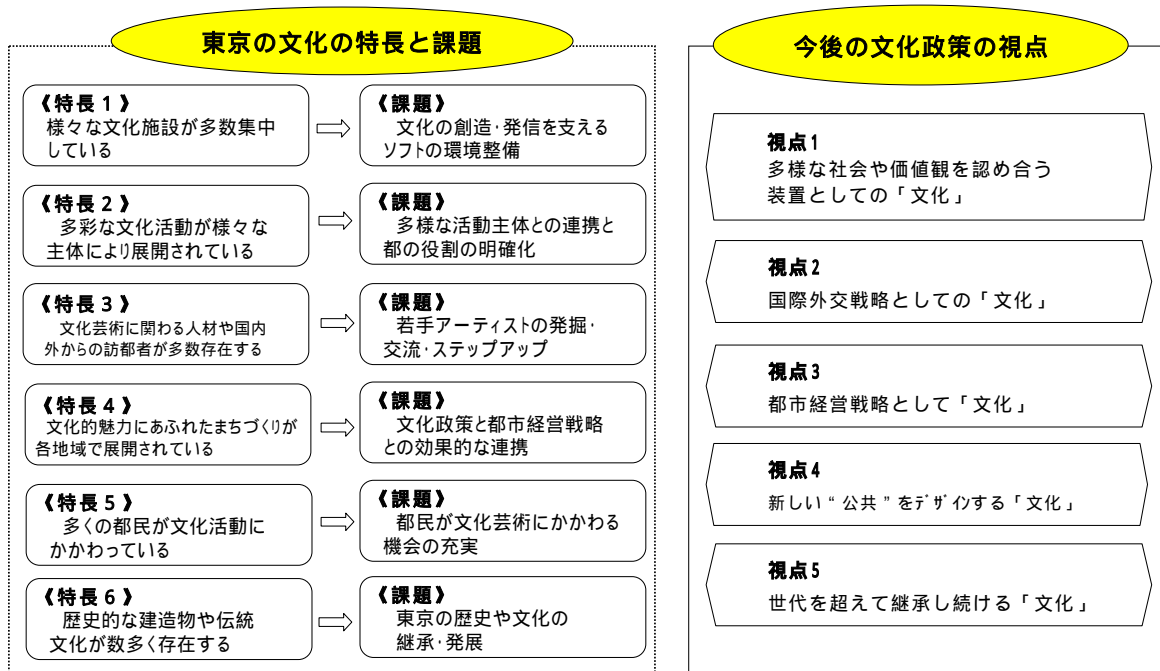 東京の文化の特長と課題
《特長１》
様々な文化施設が多数集中
している
《課題》
文化の創造・発信を支える
ソフトの環境整備
《特長２》
多彩な文化活動が様々な
主体により展開されている
《課題》
多様な活動主体との連携と
都の役割の明確化
《特長３》
文化芸術に関わる人材や国内
外からの訪都者が多数存在する
《課題》
若手アーティストの発掘・
交流・ステップアップ
《特長４》
文化的魅力にあふれたまちづくりが
各地域で展開されている
《課題》
文化政策と都市経営戦略
との効果的な連携
《特長５》
多くの都民が文化活動に
かかわっている
《課題》
都民が文化芸術にかかわる
機会の充実
《特長６》
歴史的な建造物や伝統
文化が数多く存在する
《課題》
東京の歴史や文化の
継承・発展
今後の文化政策の視点
視点1
多様な社会や価値観を認め合う
装置としての「文化」
視点2
国際外交戦略としての「文化」
視点3
都市経営戦略として「文化」
視点4
新しい“公共”をﾃﾞｻﾞｲﾝする「文化」
視点5
世代を超えて継承し続ける「文化」